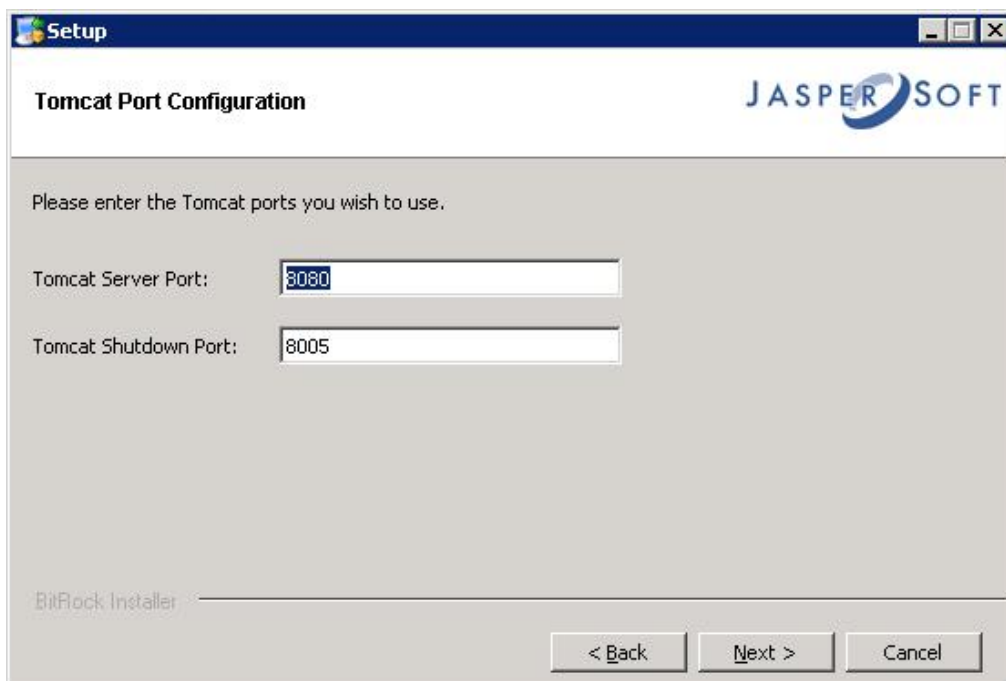 Setup
Tomcat Port Configuration
JASPERSOFT
Please enter the Tomcat ports you wish to use.
Tomcat Server Port: 8080
Tomcat Shutdown Port: 8005
BitRock Installer
< Back Next > Cancel